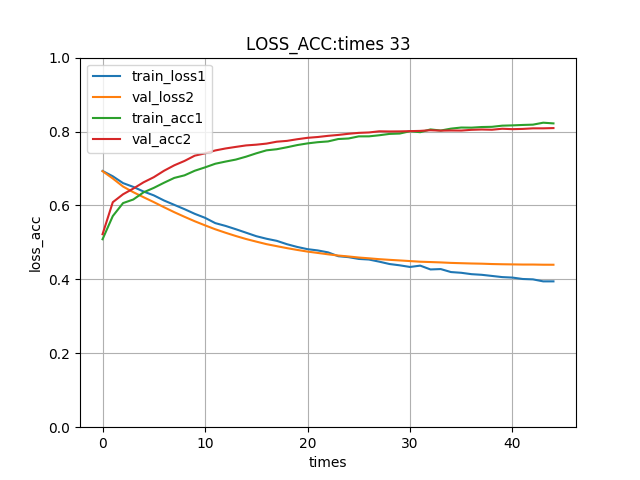 LOSS_ACC:times 33
train_loss1
val_loss2
train_acc1
val_acc2
1.0
0.8
0.6
0.4
0.2
0.0
loss_acc
0 10 20 30 40
times